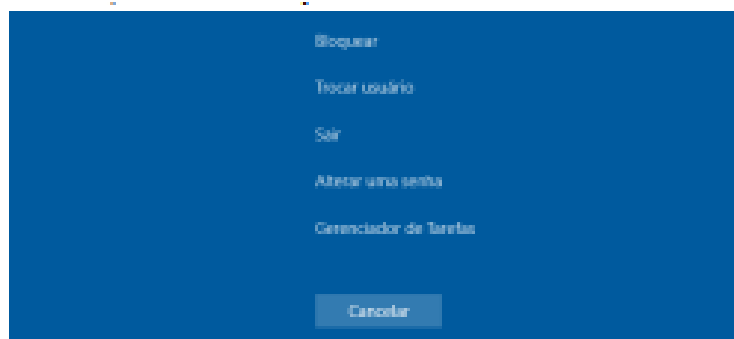 Bloquear
Trocar usuário
Sair
Alterar uma senha
Gerenciador de Tarefas
Cancelar